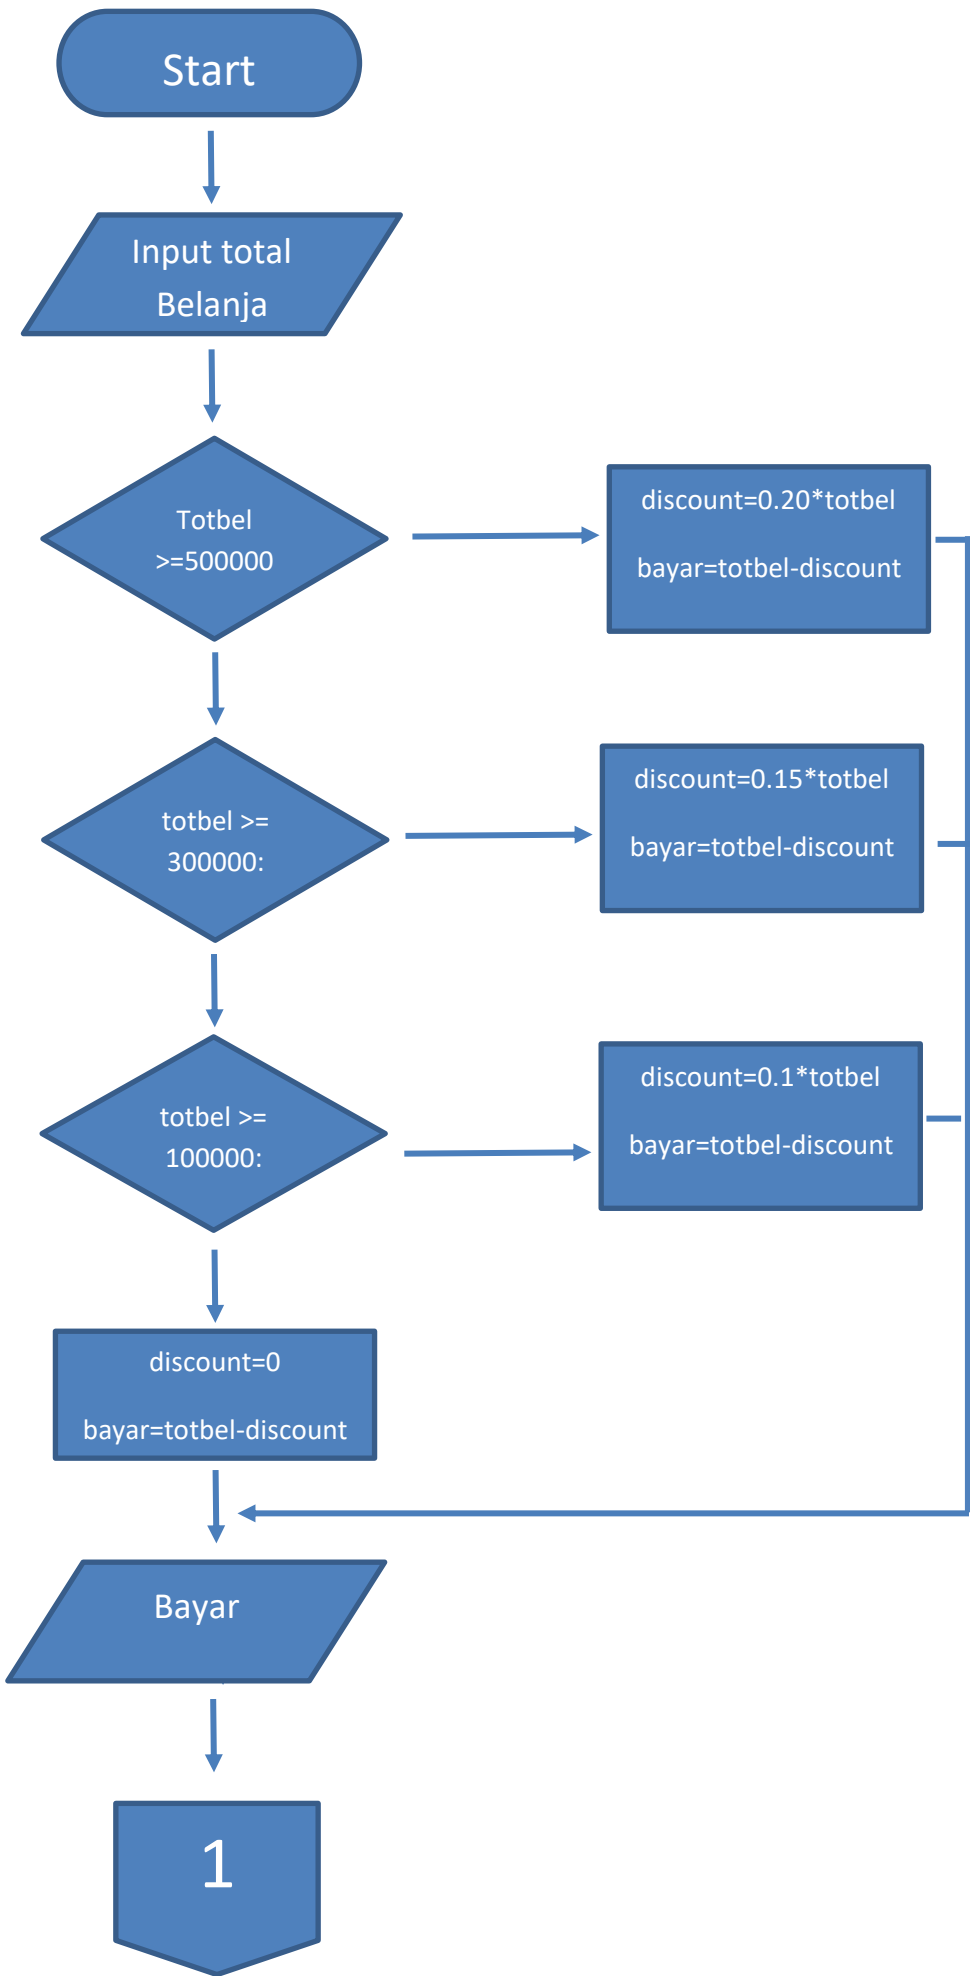 Start
Input total
Belanja
Totbel
>=500000
discount=0.20*totbel
bayar=totbel-discount
totbel >=
300000:
discount=0.15*totbel
bayar=totbel-discount
totbel >=
100000:
discount=0.1*totbel
bayar=totbel-discount
discount=0
bayar=totbel-discount
Bayar
1